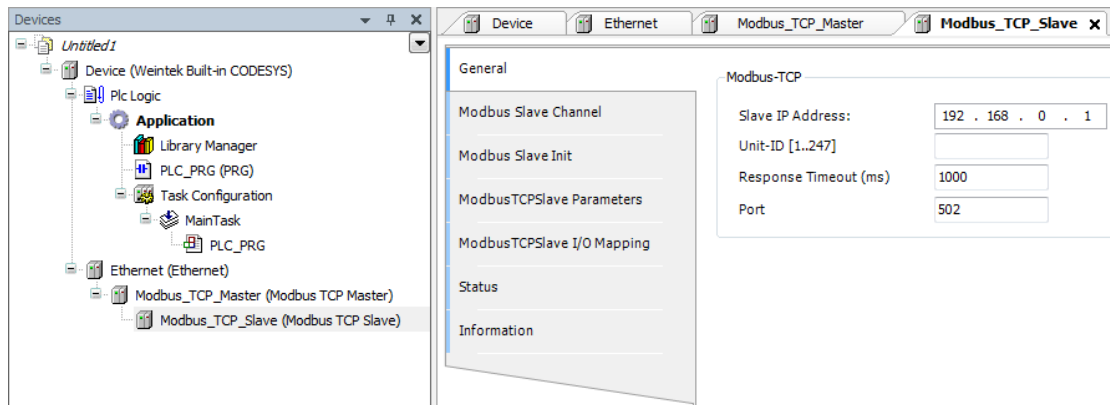 Devices
Untitled1
Device (Weintek Built-in CODESYS)
Plc Logic
Application
Library Manager
PLC_PRG (PRG)
Task Configuration
MainTask
PLC_PRG
Ethernet (Ethernet)
Modbus_TCP_Master (Modbus TCP Master)
Modbus_TCP_Slave (Modbus TCP Slave)
Device Ethernet Modbus_TCP_Master Modbus_TCP_Slave
General
Modbus Slave Channel
Modbus Slave Init
ModbusTCPSlave Parameters
ModbusTCPSlave I/O Mapping
Status
Information
Modbus-TCP
Slave IP Address: 192 . 168 . 0 . 1
Unit-ID [1..247]
Response Timeout (ms) 1000
Port 502